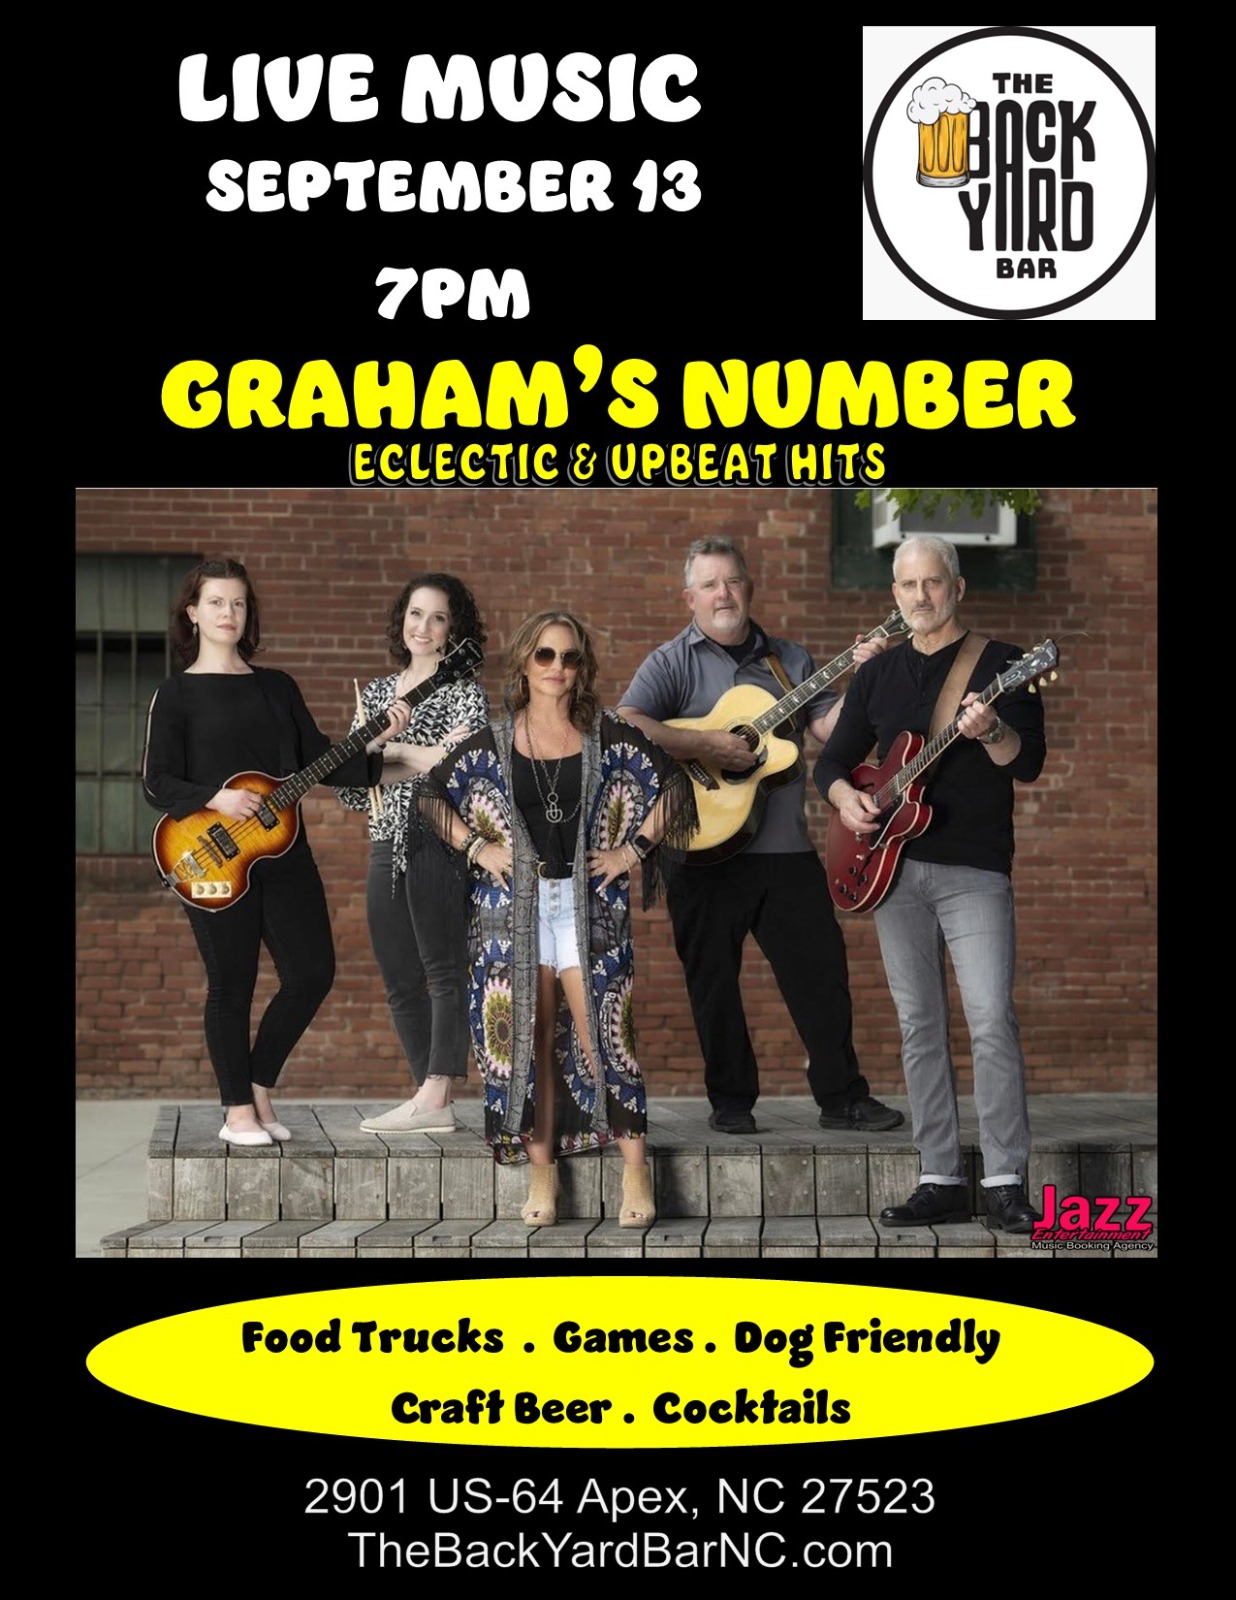 LIVE MUSIC
SEPTEMBER 13
7PM
THE
BACK
YARD
BAR
GRAHAM'S NUMBER
ECLECTIC & UPBEAT HITS
Jazz
Entertainment
Music Booking Agency
Food Trucks . Games . Dog Friendly
Craft Beer . Cocktails
2901 US-64 Apex, NC 27523
TheBackYardBarNC.com